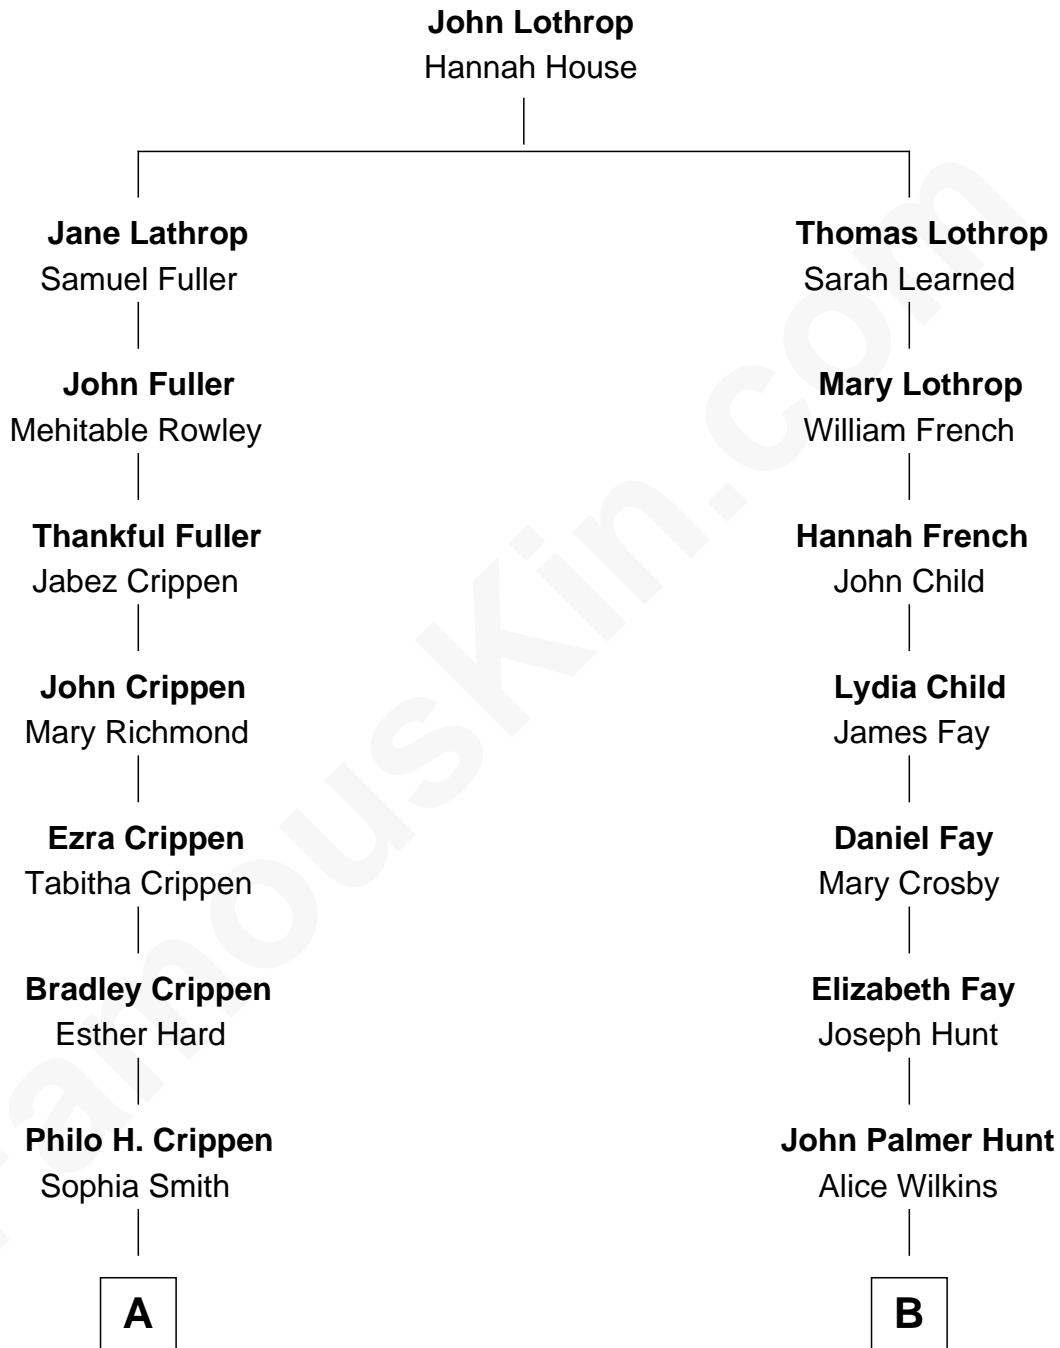 John Lothrop
Hannah House
Jane Lathrop
Samuel Fuller
Thomas Lothrop
Sarah Learned
John Fuller
Mehitable Rowley
Mary Lothrop
William French
Thankful Fuller
Jabez Crippen
Hannah French
John Child
John Crippen
Mary Richmond
Lydia Child
James Fay
Ezra Crippen
Tabitha Crippen
Daniel Fay
Mary Crosby
Bradley Crippen
Esther Hard
Elizabeth Fay
Joseph Hunt
Philo H. Crippen
Sophia Smith
John Palmer Hunt
Alice Wilkins
A
B
FamousKin.com